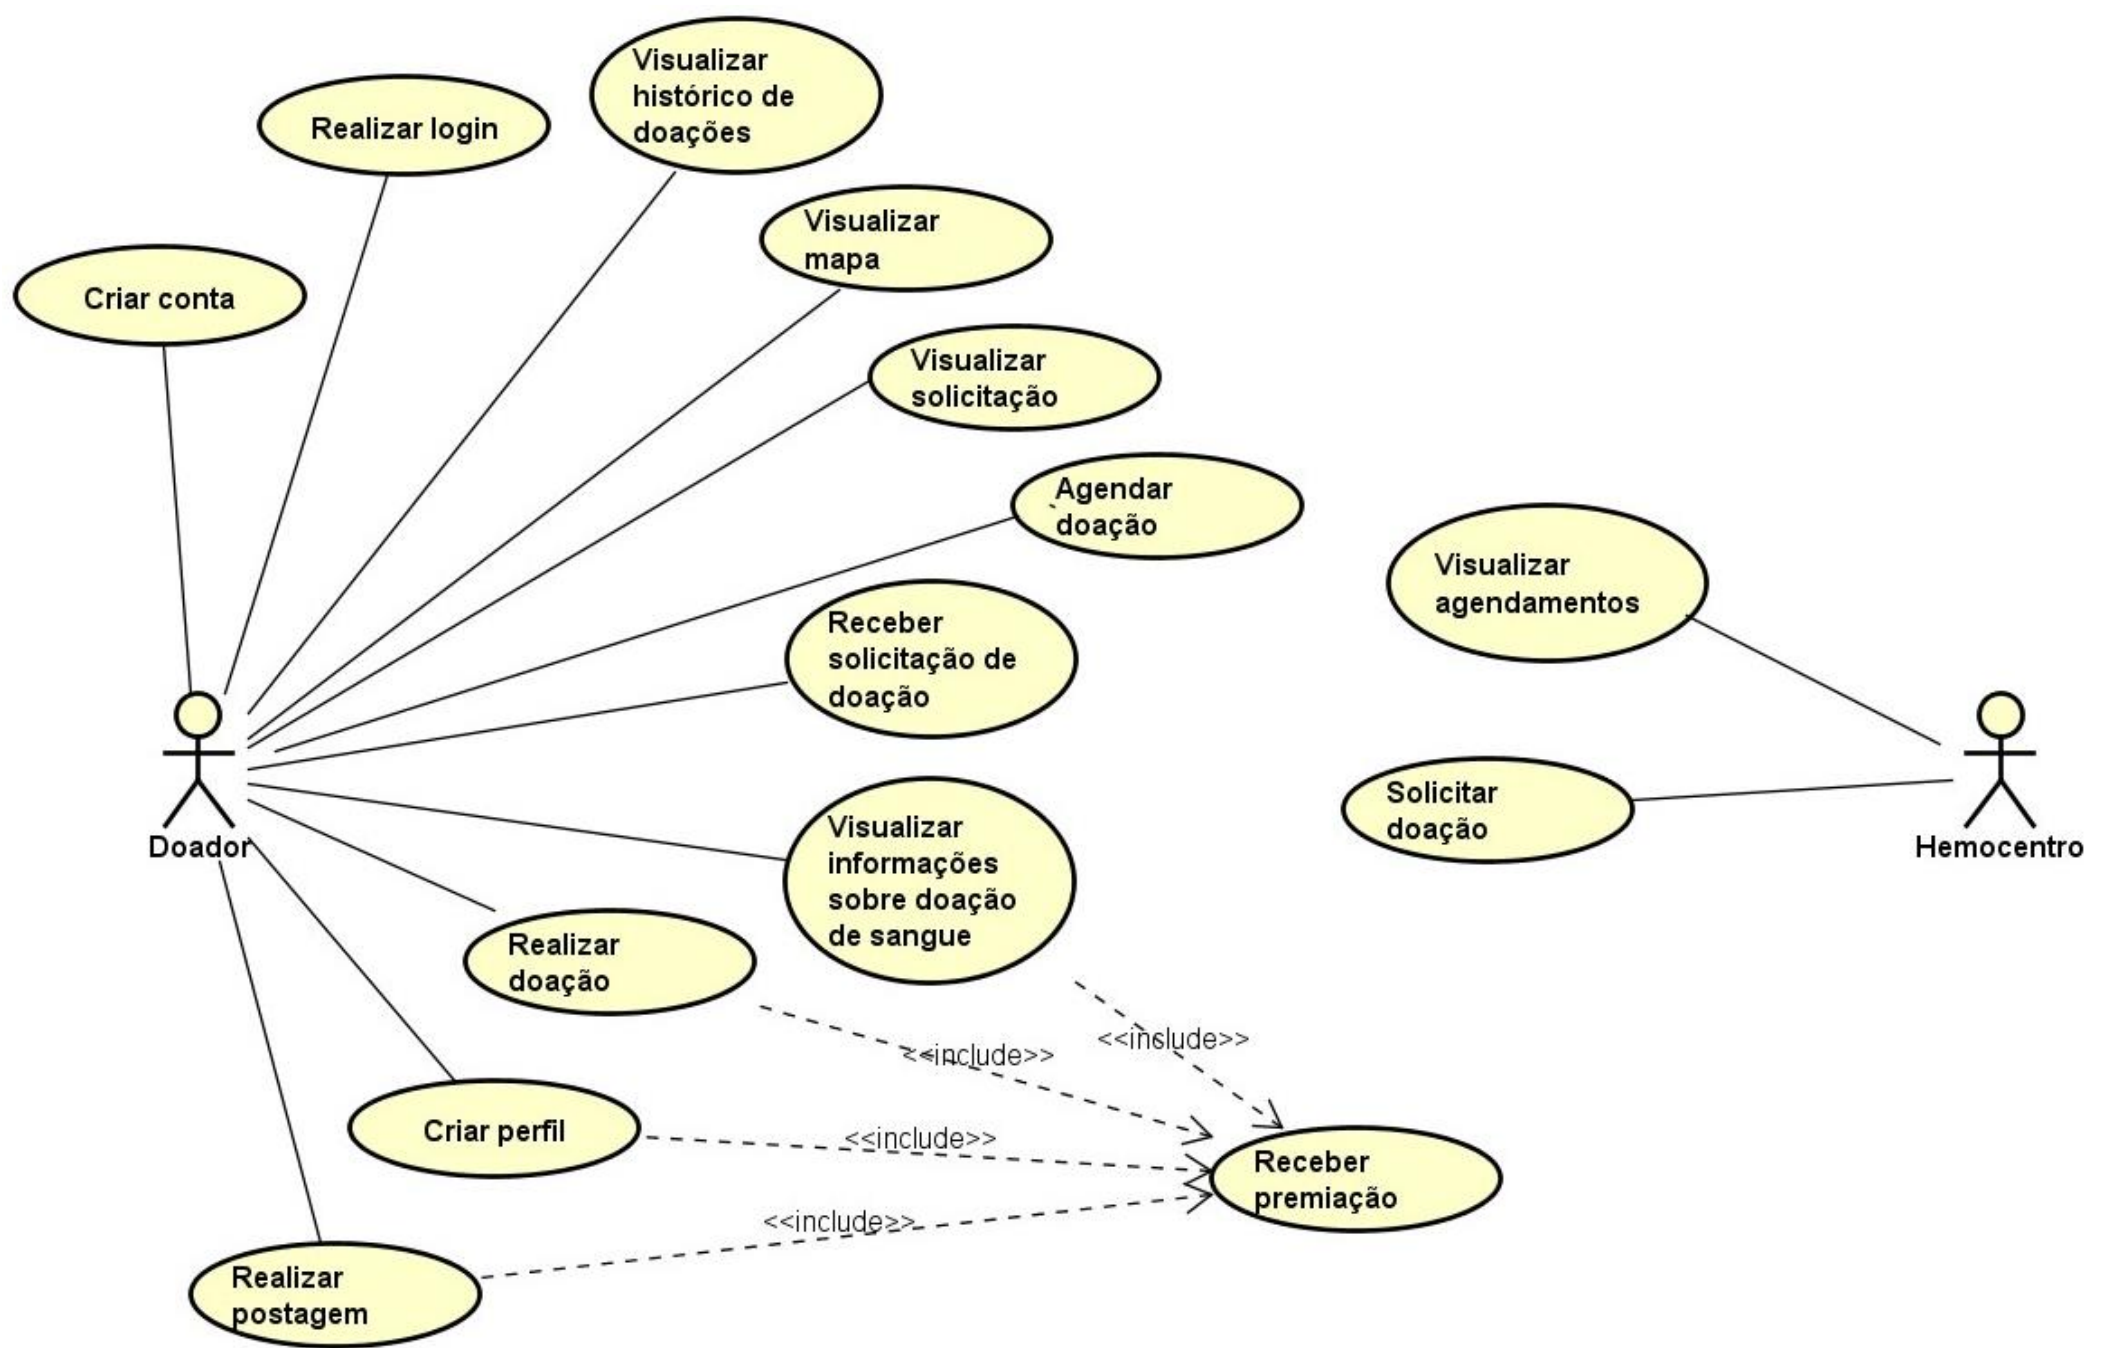 Visualizar
histórico de
doações
Realizar login
Visualizar
mapa
Criar conta
Visualizar
solicitação
Agendar
doação
Visualizar
agendamentos
Receber
solicitação de
doação
Solicitar
doação
Doador
Hemocentro
Visualizar
informações
sobre doação
de sangue
Realizar
doação
<<include>>
<<include>>
Criar perfil
<<include>>
Receber
premiação
<<include>>
Realizar
postagem